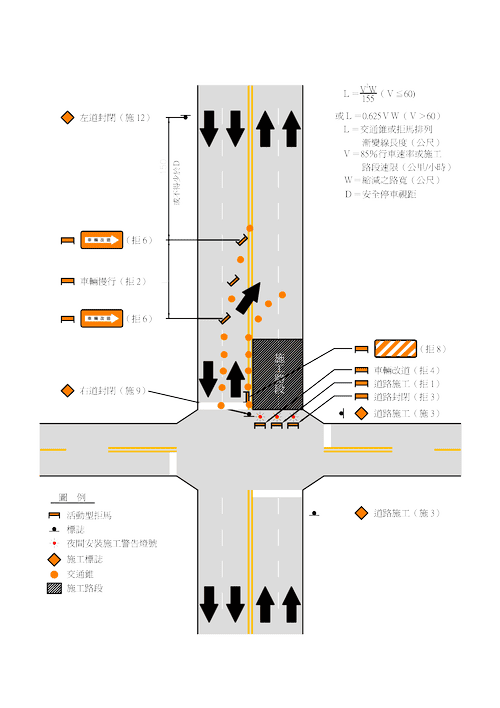 L＝V²W/155（V≦60）
或L＝0.625VW（V＞60）
L＝交通錐或拒馬排列
漸變線長度（公尺）
V＝85%行車速率或施工
路段速限（公里/小時）
W＝縮減之路寬（公尺）
D＝安全停車視距
左道封閉（施12）
或不得少於D
車輛改道
（拒6）
車輛慢行（拒2）
車輛改道
（拒6）
施工路段
（拒8）
車輛改道（拒4）
道路施工（拒1）
道路封閉（拒3）
右道封閉（施9）
道路施工（施3）
道路施工（施3）
圖 例
活動型拒馬
標誌
夜間安裝施工警告燈號
施工標誌
交通錐
施工路段